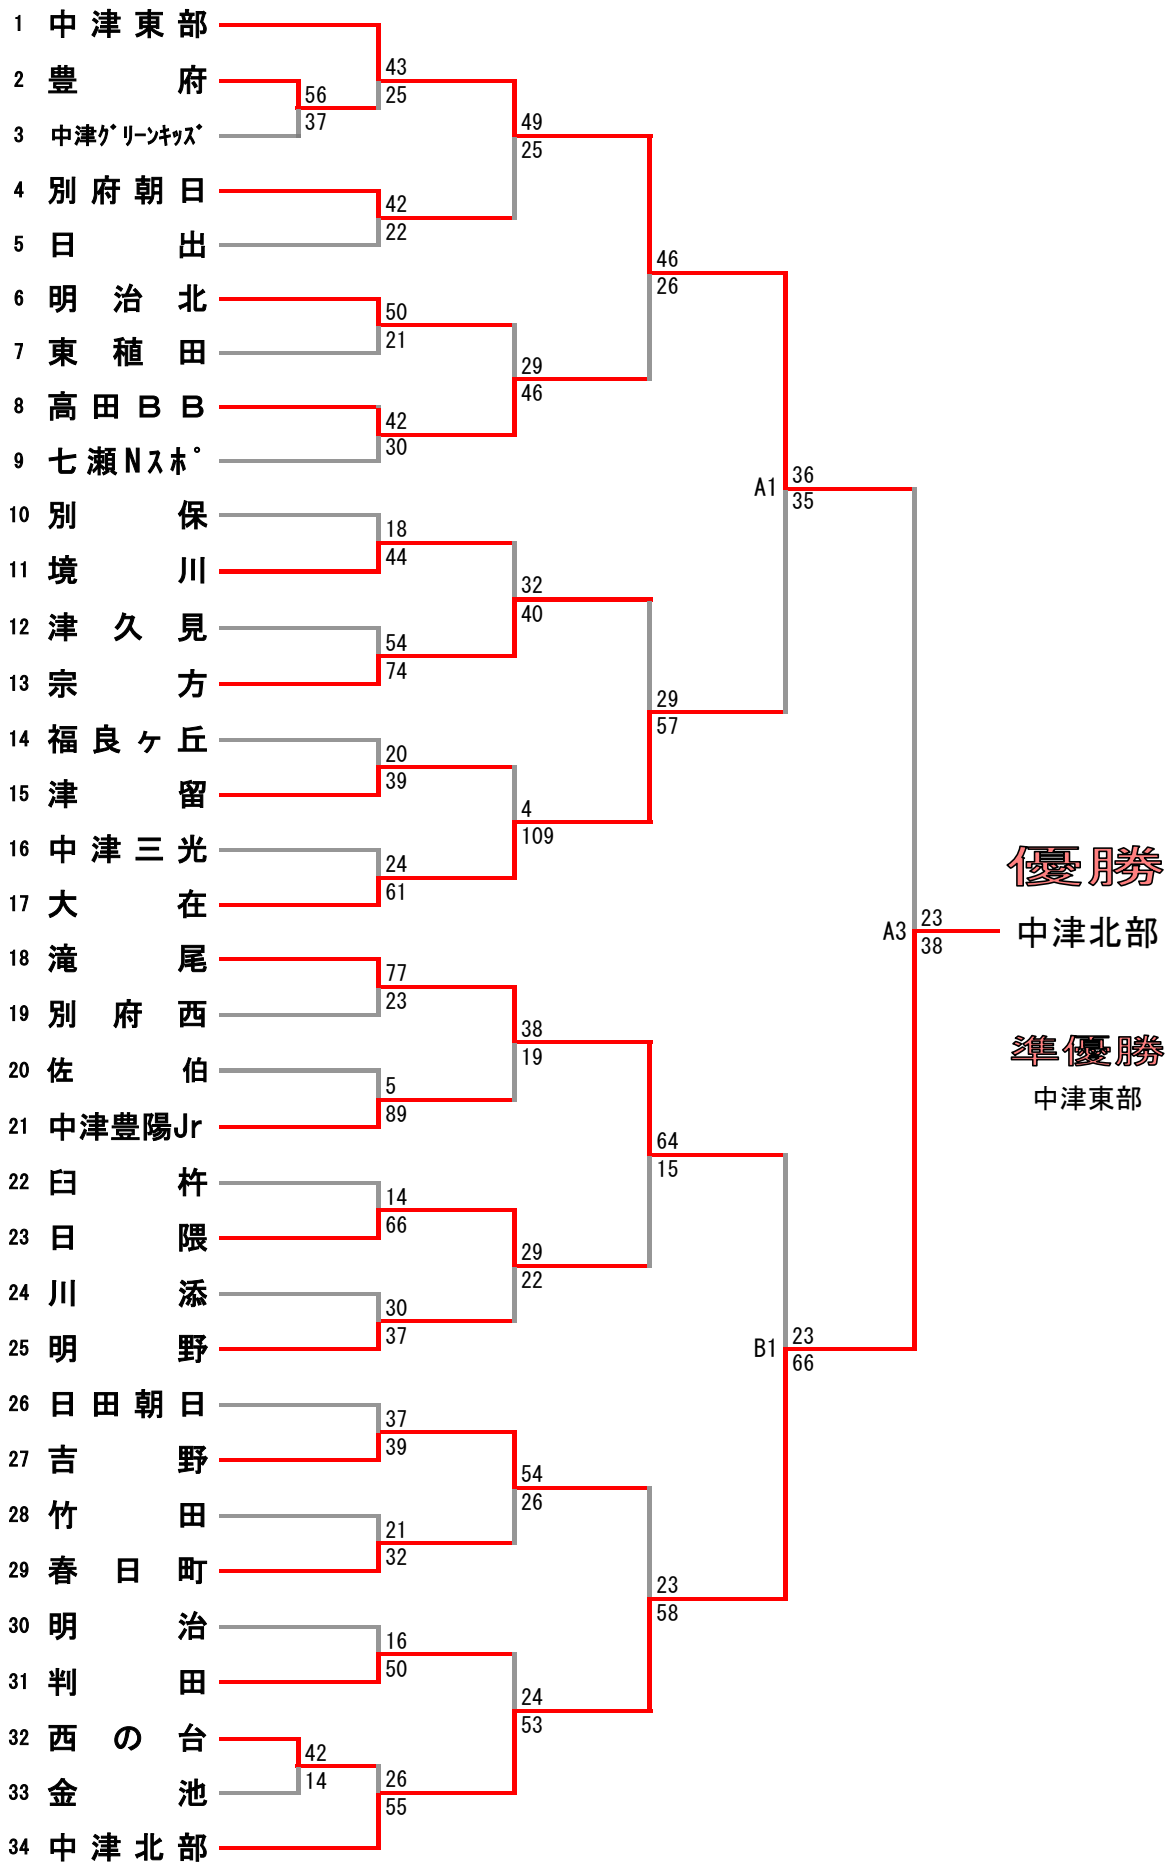 1 中津東部
43
2 豊府
56
25
37
3 中津ｸﾞﾘｰﾝｷｯｽﾞ
49
25
4 別府朝日
42
22
5 日出
46
26
6 明治北
50
21
7 東稙田
29
46
8 高田ＢＢ
42
30
9 七瀬Nｽﾎﾟ
A1 36
35
10 別保
18
44
11 境川
32
40
12 津久見
54
74
13 宗方
29
57
14 福良ヶ丘
20
39
15 津留
4
109
16 中津三光
24
61
17 大在
優勝
A3 23
38
中津北部
18 滝尾
77
23
19 別府西
38
19
準優勝
中津東部
20 佐伯
5
89
21 中津豊陽Jr
64
15
22 臼杵
14
66
23 日隈
29
22
24 川添
30
37
25 明野
B1 23
66
26 日田朝日
37
39
27 吉野
54
26
28 竹田
21
32
29 春日町
23
58
30 明治
16
50
31 判田
24
53
32 西の台
42
14
33 金池
26
55
34 中津北部